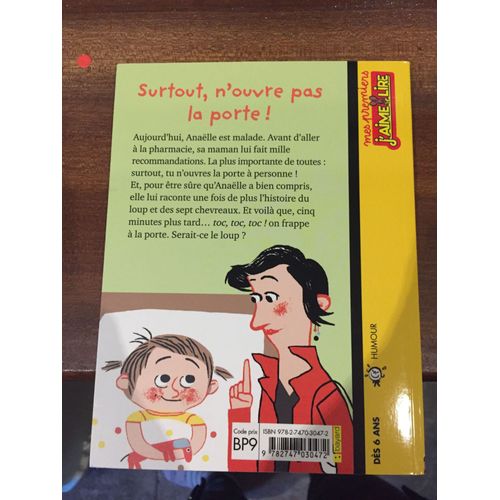 Surtout, n'ouvre pas
la porte !
Aujourd'hui, Anaëlle est malade. Avant d'aller
à la pharmacie, sa maman lui fait mille
recommandations. La plus importante de toutes :
surtout, tu n'ouvres la porte à personne !
Et, pour être sûre qu'Anaëlle a bien compris,
elle lui raconte une fois de plus l'histoire du
loup et des sept chevreaux. Et voilà que, cinq
minutes plus tard… toc, toc, toc ! on frappe
à la porte. Serait-ce le loup ?
mes premiers
j'aime LIRE
HUMOUR
DÈS 6 ANS
Code prix
BP9
ISBN 978-2-7470-3047-2
9 782747 030472
bayard